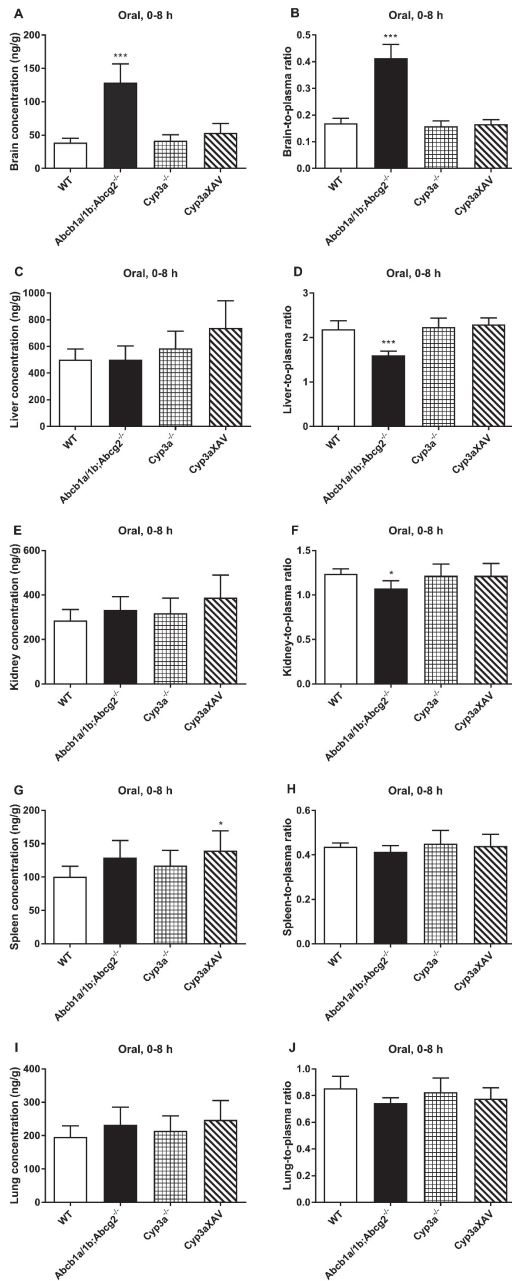 A
Oral, 0-8 h
Brain concentration (ng/g)
200
150
100
50
0
***
WT
Abcb1a/1b;Abcg2-/-
Cyp3a-/-
Cyp3aXAV
B
Oral, 0-8 h
Brain-to-plasma ratio
0.5
0.4
0.3
0.2
0.1
0.0
***
WT
Abcb1a/1b;Abcg2-/-
Cyp3a-/-
Cyp3aXAV
C
Oral, 0-8 h
Liver concentration (ng/g)
1000
800
600
400
200
0
WT
Abcb1a/1b;Abcg2-/-
Cyp3a-/-
Cyp3aXAV
D
Oral, 0-8 h
Liver-to-plasma ratio
3
2
1
0
***
WT
Abcb1a/1b;Abcg2-/-
Cyp3a-/-
Cyp3aXAV
E
Oral, 0-8 h
Kidney concentration (ng/g)
600
400
200
0
WT
Abcb1a/1b;Abcg2-/-
Cyp3a-/-
Cyp3aXAV
F
Oral, 0-8 h
Kidney-to-plasma ratio
1.5
1.0
0.5
0.0
*
WT
Abcb1a/1b;Abcg2-/-
Cyp3a-/-
Cyp3aXAV
G
Oral, 0-8 h
Spleen concentration (ng/g)
200
150
100
50
0
*
WT
Abcb1a/1b;Abcg2-/-
Cyp3a-/-
Cyp3aXAV
H
Oral, 0-8 h
Spleen-to-plasma ratio
0.6
0.4
0.2
0.0
WT
Abcb1a/1b;Abcg2-/-
Cyp3a-/-
Cyp3aXAV
I
Oral, 0-8 h
Lung concentration (ng/g)
400
300
200
100
0
WT
Abcb1a/1b;Abcg2-/-
Cyp3a-/-
Cyp3aXAV
J
Oral, 0-8 h
Lung-to-plasma ratio
1.0
0.8
0.6
0.4
0.2
0.0
WT
Abcb1a/1b;Abcg2-/-
Cyp3a-/-
Cyp3aXAV